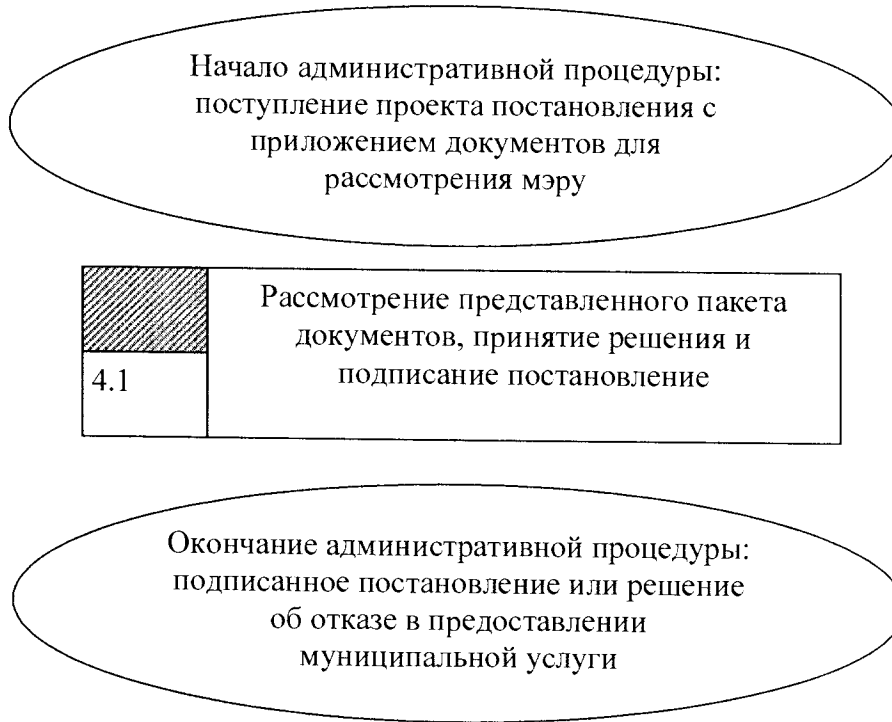 Начало административной процедуры:
поступление проекта постановления с
приложением документов для
рассмотрения мэру
Рассмотрение представленного пакета
документов, принятие решения и
подписание постановление
4.1
Окончание административной процедуры:
подписанное постановление или решение
об отказе в предоставлении
муниципальной услуги